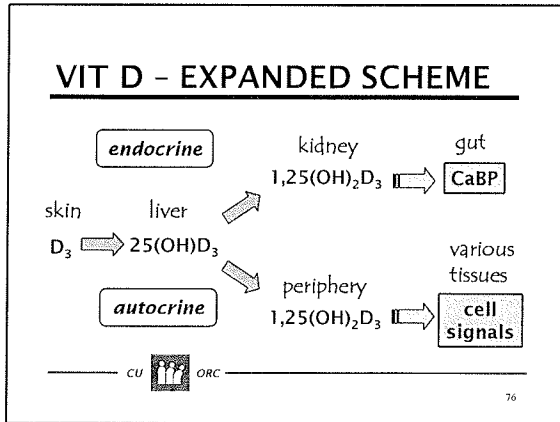 VIT D – EXPANDED SCHEME
endocrine
kidney
gut
1,25(OH)₂D₃
CaBP
skin
liver
D₃
25(OH)D₃
autocrine
periphery
various
tissues
1,25(OH)₂D₃
cell
signals
CU
ORC
76